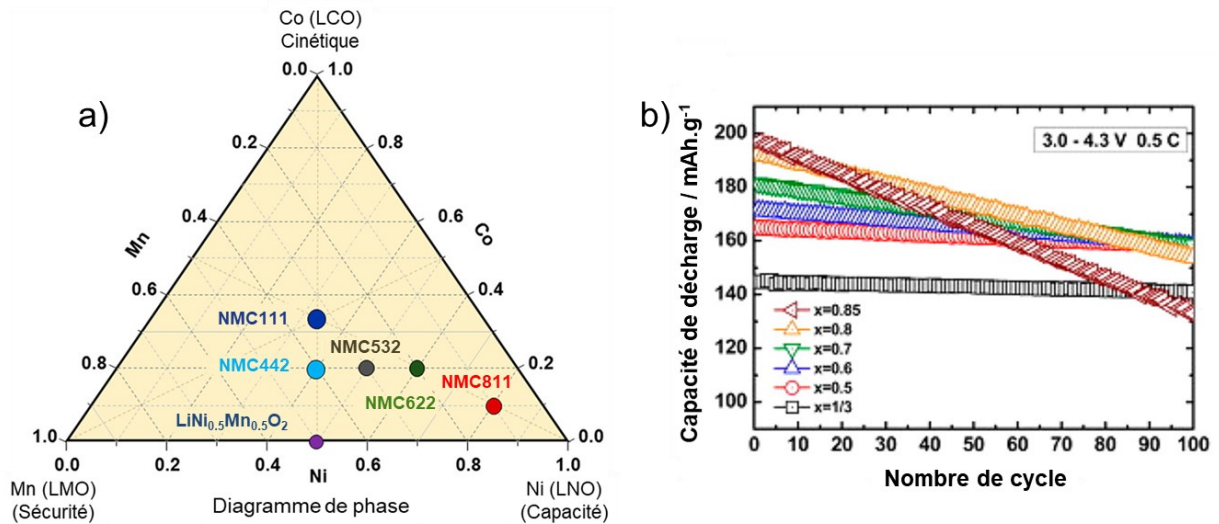 a)
Co (LCO)
Cinétique
0.0 1.0
0.2 0.8
0.4 0.6
Mn Co
0.6 0.4
NMC111
NMC532
0.8 NMC442 0.2
NMC811
NMC622
LiNi0.5Mn0.5O2
1.0 0.0
0.0 0.2 0.4 Ni 0.6 0.8 1.0
Mn (LMO)
(Sécurité)
Diagramme de phase
Ni (LNO)
(Capacité)
b)
Capacité de décharge / mAh.g-1
200
180
160
140
120
100
3.0 - 4.3 V 0.5 C
x=0.85
x=0.8
x=0.7
x=0.6
x=0.5
x=1/3
0 10 20 30 40 50 60 70 80 90 100
Nombre de cycle